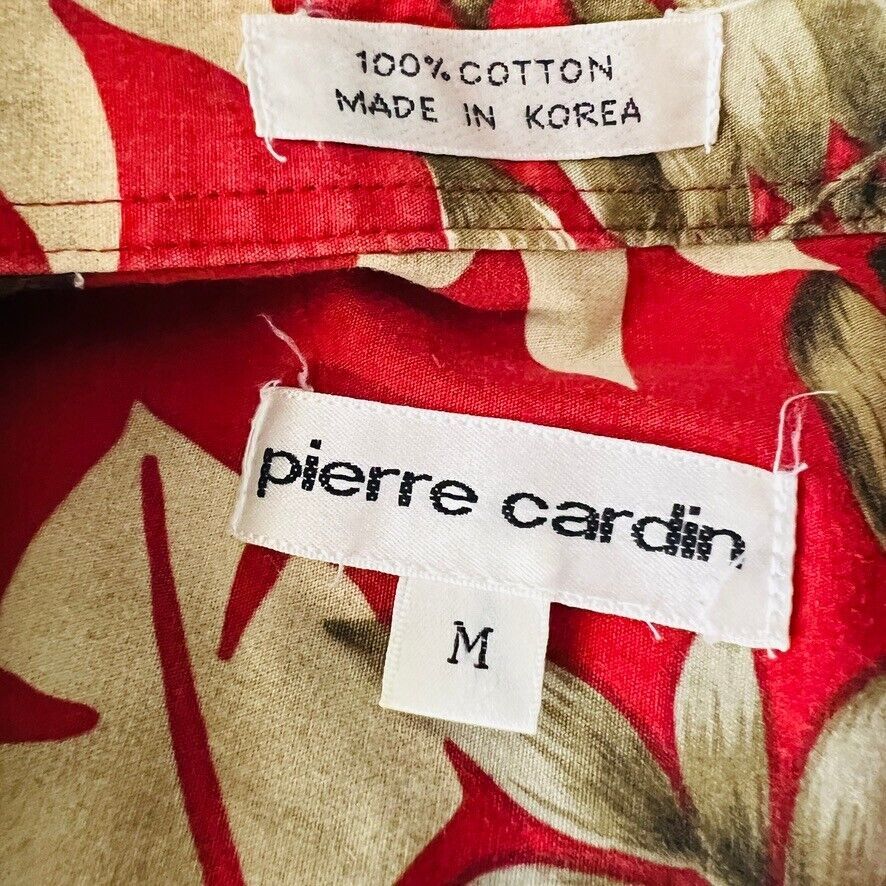 100% COTTON
MADE IN KOREA
pierre cardin
M